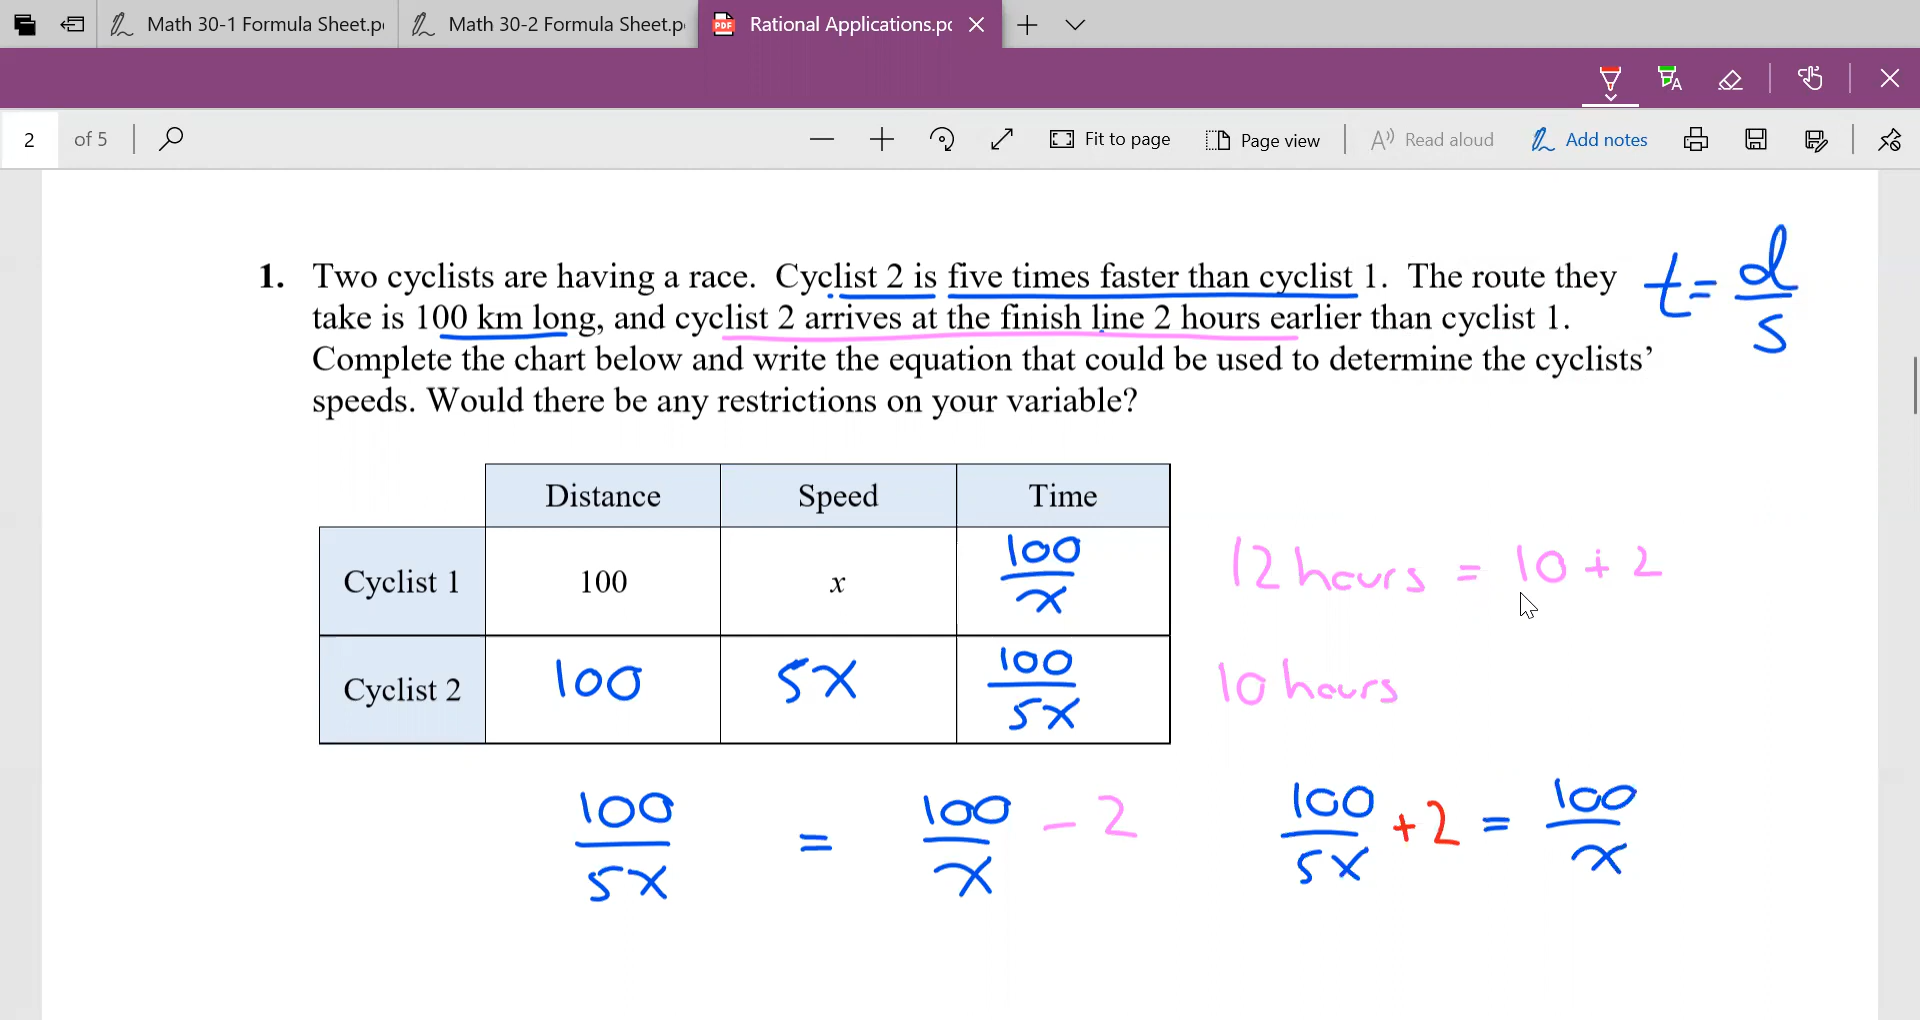 Math 30-1 Formula Sheet.p
Math 30-2 Formula Sheet.p
PDF
Rational Applications.pc
2
of 5
Fit to page
Page view
Read aloud
Add notes
1. Two cyclists are having a race. Cyclist 2 is five times faster than cyclist 1. The route they
take is 100 km long, and cyclist 2 arrives at the finish line 2 hours earlier than cyclist 1.
Complete the chart below and write the equation that could be used to determine the cyclists’
speeds. Would there be any restrictions on your variable?
t = d/s
Distance Speed Time
Cyclist 1 100 x 100/x
12 hours = 10 + 2
Cyclist 2 100 5x 100/5x
10 hours
100/5x = 100/x - 2
100/5x + 2 = 100/x